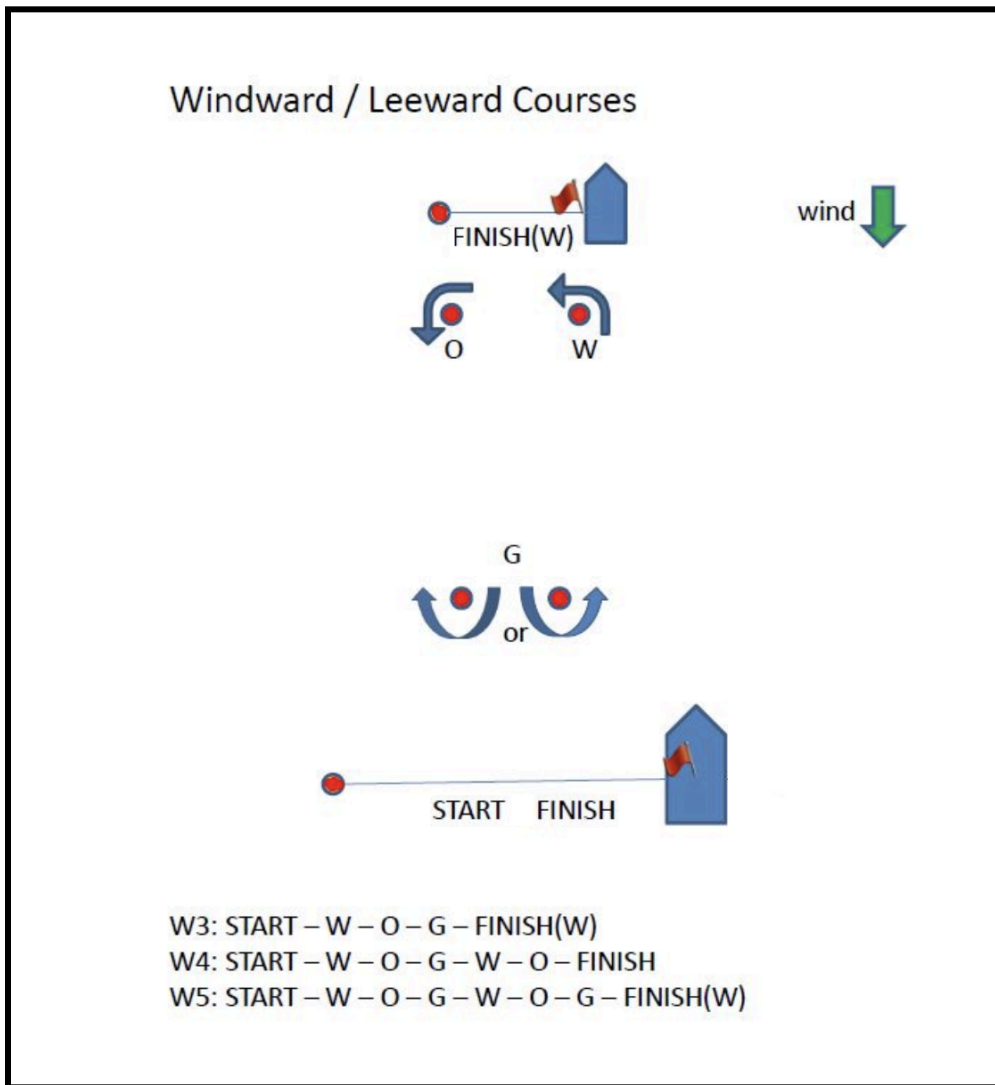 Windward / Leeward Courses
wind
FINISH(W)
O
W
G
or
START FINISH
W3: START – W – O – G – FINISH(W)
W4: START – W – O – G – W – O – FINISH
W5: START – W – O – G – W – O – G – FINISH(W)